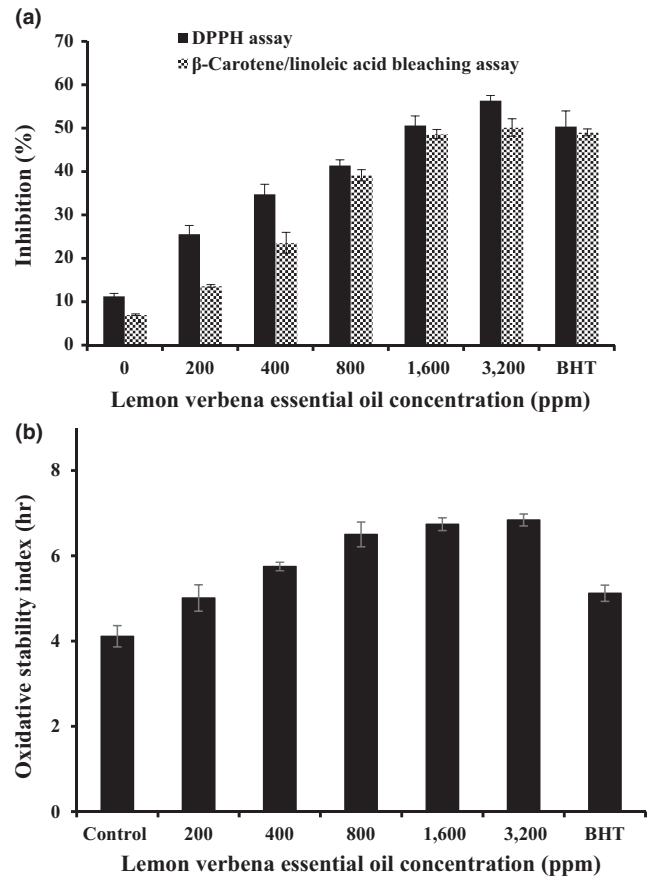 (a)
DPPH assay
β-Carotene/linoleic acid bleaching assay
70
60
50
40
30
20
10
0
Inhibition (%)
0 200 400 800 1,600 3,200 BHT
Lemon verbena essential oil concentration (ppm)
(b)
8
6
4
2
0
Oxidative stability index (hr)
Control 200 400 800 1,600 3,200 BHT
Lemon verbena essential oil concentration (ppm)